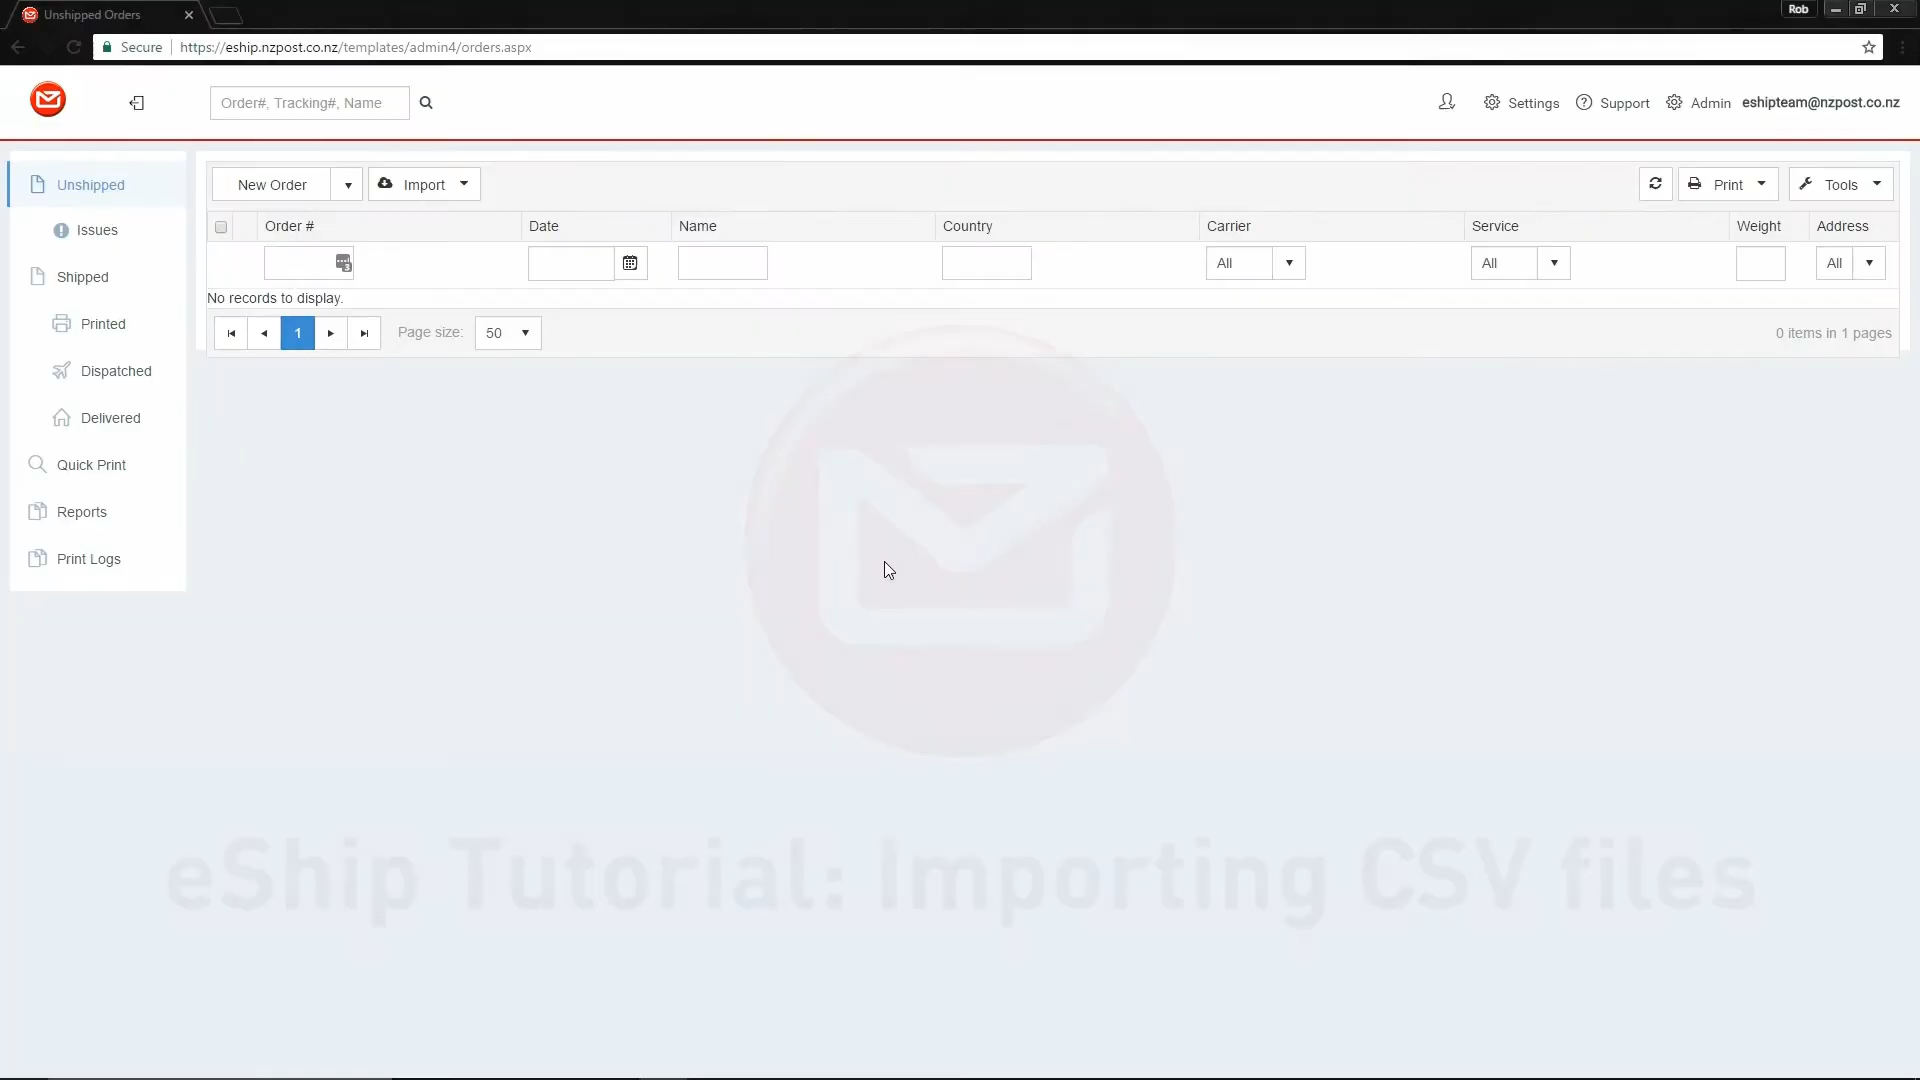 Unshipped Orders
Rob
Secure
https://eship.nzpost.co.nz/templates/admin4/orders.aspx
Order#, Tracking#, Name
Settings
Support
Admin
eshipteam@nzpost.co.nz
Unshipped
Issues
Shipped
Printed
Dispatched
Delivered
Quick Print
Reports
Print Logs
New Order
Import
Print
Tools
Order #
Date
Name
Country
Carrier
Service
Weight
Address
3
All
All
All
No records to display.
1
Page size:
50
0 items in 1 pages
eShip Tutorial: Importing CSV files